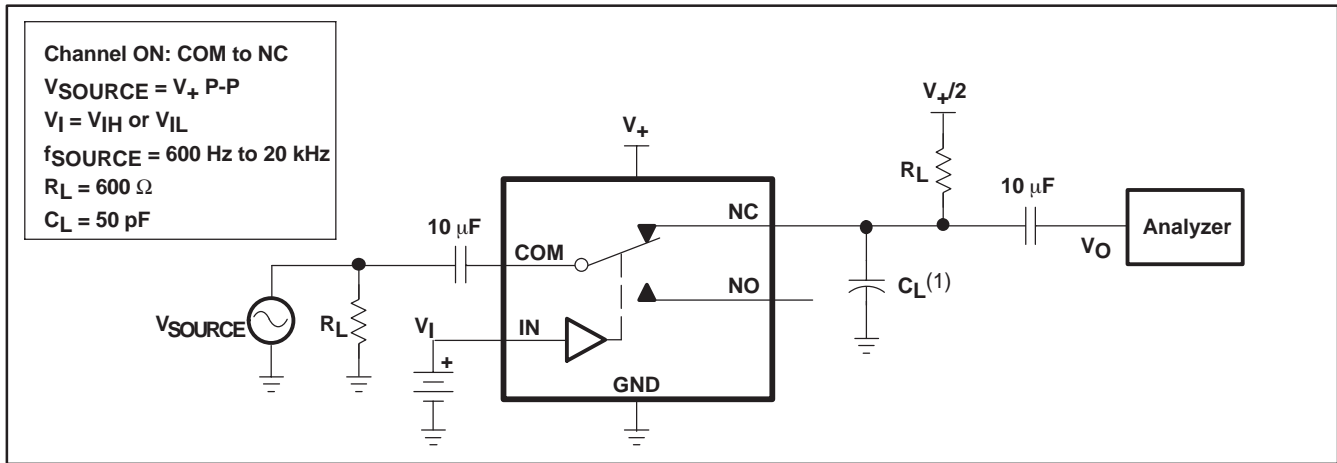 Channel ON: COM to NC
VSOURCE = V+ P-P
VI = VIH or VIL
fSOURCE = 600 Hz to 20 kHz
RL = 600 Ω
CL = 50 pF
V+/2
V+
RL
10 μF
NC
Analyzer
10 μF
COM
VO
NO
CL(1)
VSOURCE
RL
VI
IN
+
GND